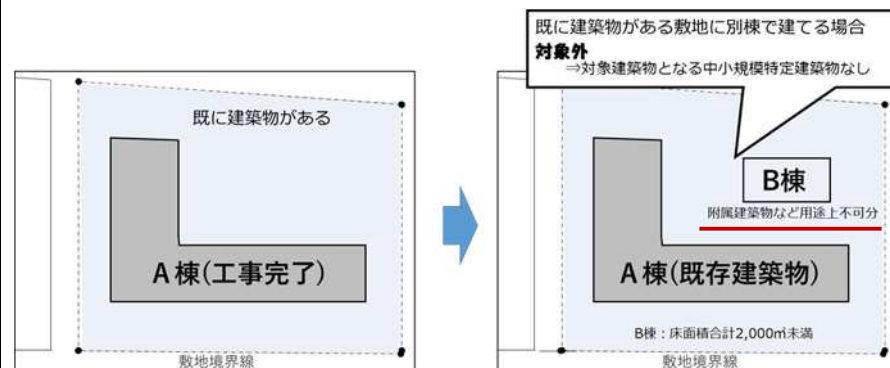 既に建築物がある
A棟(工事完了)
敷地境界線
既に建築物がある敷地に別棟で建てる場合
対象外
⇒対象建築物となる中小規模特定建築物なし
B棟
附属建築物など用途上不可分
A棟(既存建築物)
B棟：床面積合計2,000㎡未満
敷地境界線